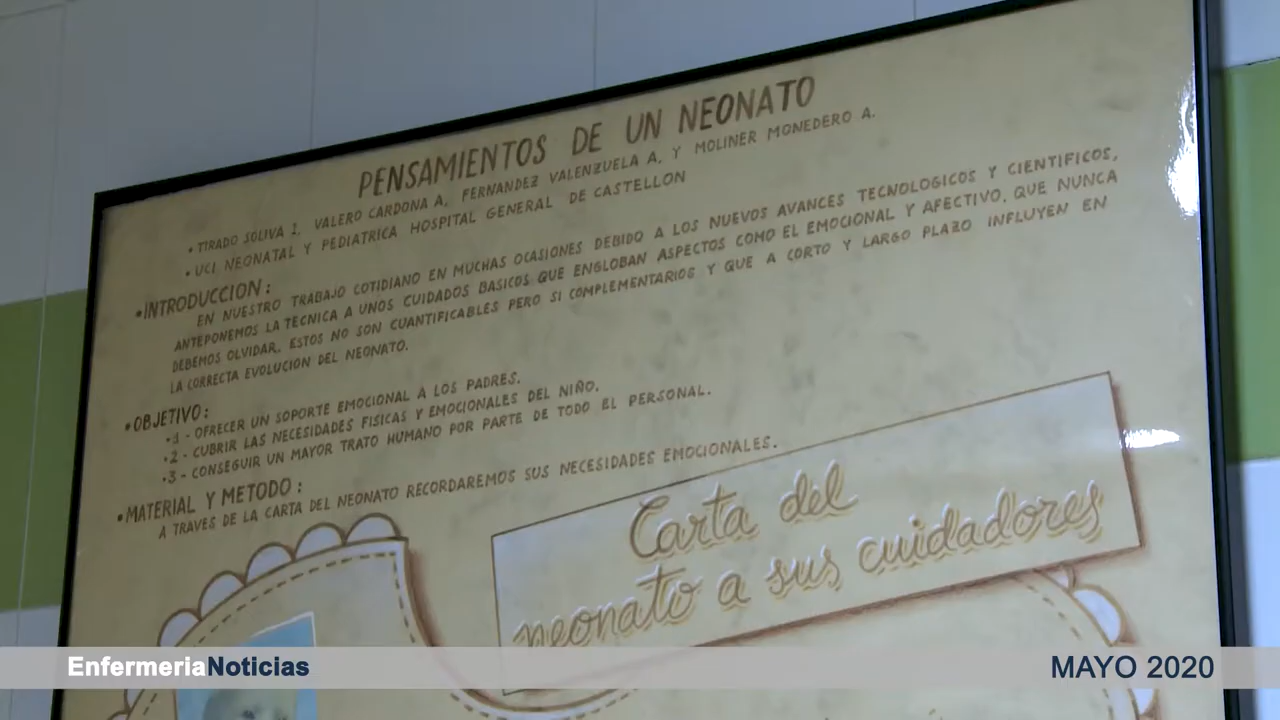 PENSAMIENTOS DE UN NEONATO
• TIRADO SOLIVA I, VALERO CARDONA A, FERNANDEZ VALENZUELA A, Y MOLINER MONEDERO A.
• UCI NEONATAL Y PEDIATRICA HOSPITAL GENERAL DE CASTELLON
• INTRODUCCION:
EN NUESTRO TRABAJO COTIDIANO EN MUCHAS OCASIONES DEBIDO A LOS NUEVOS AVANCES TECNOLOGICOS Y CIENTIFICOS,
ANTEPONEMOS LA TECNICA A UNOS CUIDADOS BASICOS QUE ENGLOBAN ASPECTOS COMO EL EMOCIONAL Y AFECTIVO, QUE NUNCA
DEBEMOS OLVIDAR. ESTOS NO SON CUANTIFICABLES PERO SI COMPLEMENTARIOS Y QUE A CORTO Y LARGO PLAZO INFLUYEN EN
LA CORRECTA EVOLUCION DEL NEONATO.
• OBJETIVO:
• 1 - OFRECER UN SOPORTE EMOCIONAL A LOS PADRES.
• 2 - CUBRIR LAS NECESIDADES FISICAS Y EMOCIONALES DEL NIÑO.
• 3 - CONSEGUIR UN MAYOR TRATO HUMANO POR PARTE DE TODO EL PERSONAL.
• MATERIAL Y METODO:
A TRAVES DE LA CARTA DEL NEONATO RECORDAREMOS SUS NECESIDADES EMOCIONALES.
Carta del
neonato a sus cuidadores
EnfermeriaNoticias
MAYO 2020